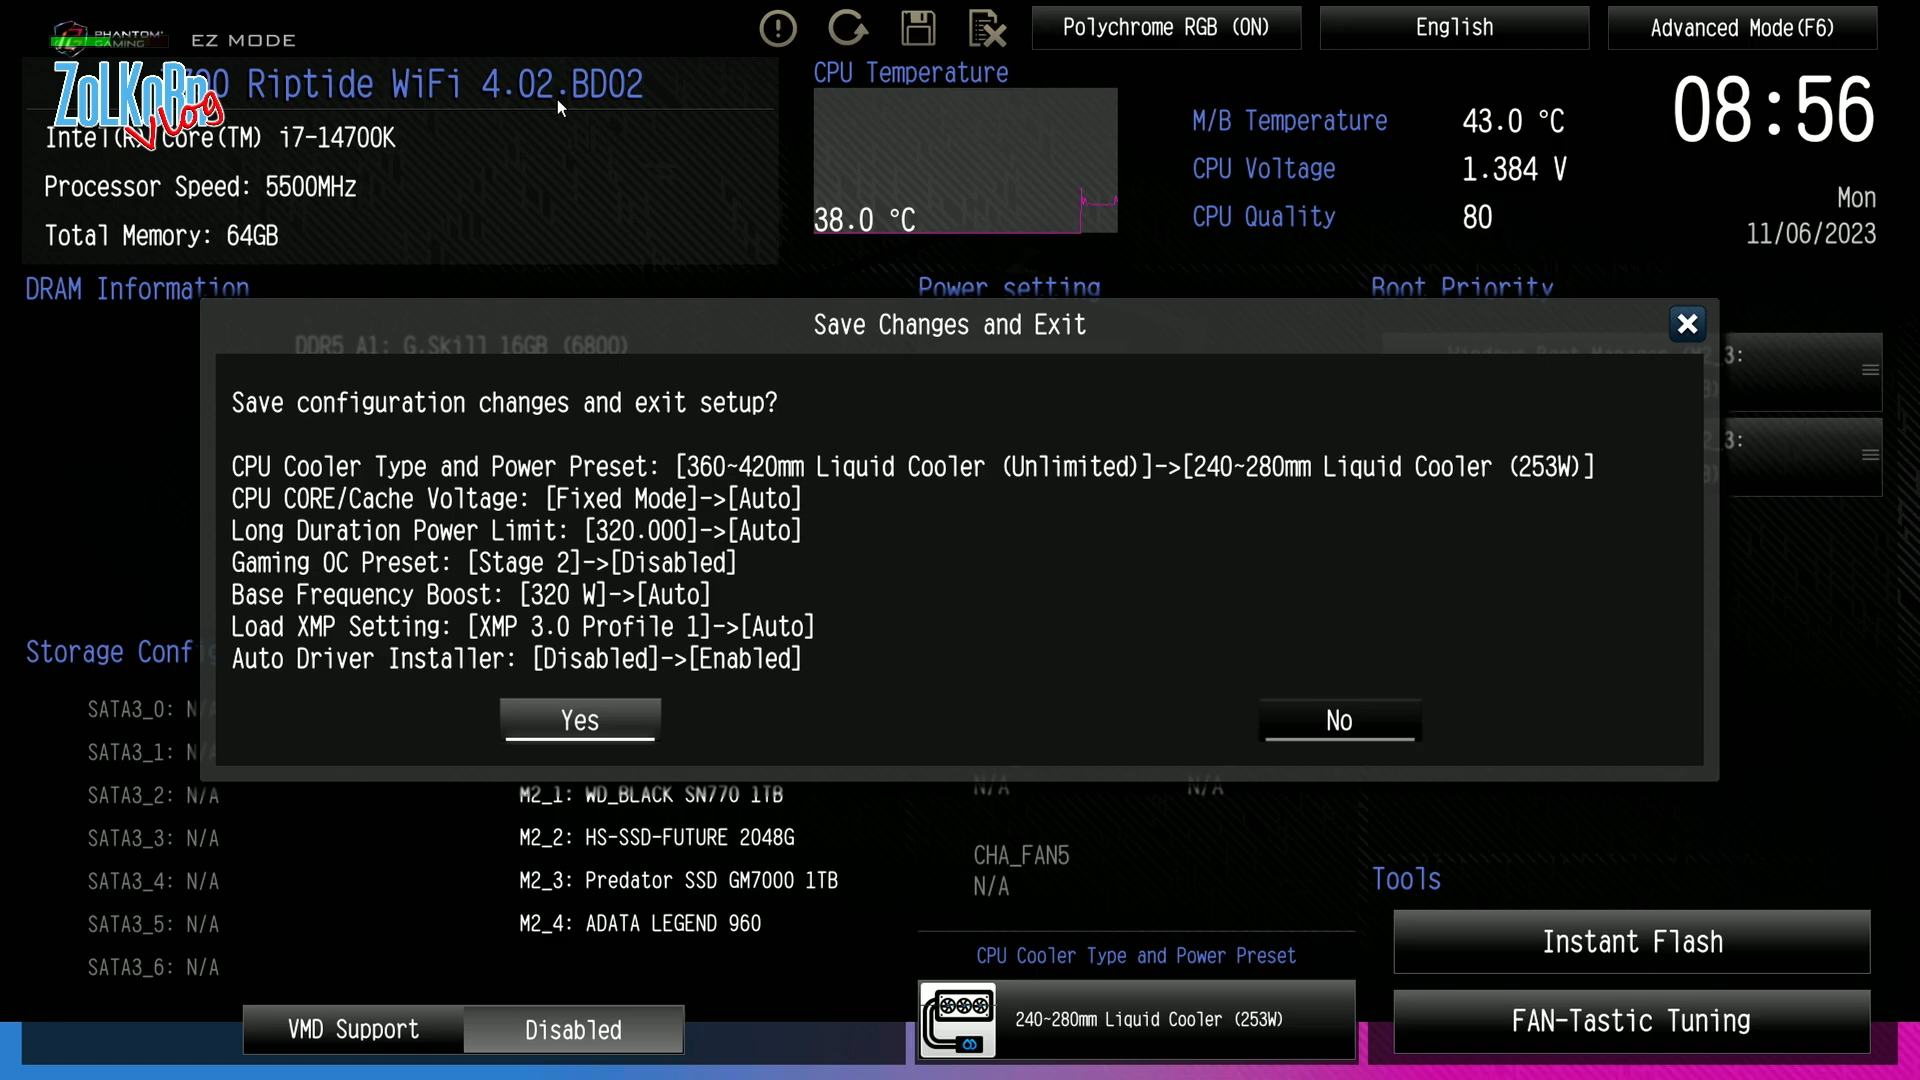 PHANTOM GAMING
EZ MODE
Polychrome RGB (ON)
English
Advanced Mode(F6)
ZOLKORn
Vlog
Riptide WiFi 4.02.BD02
Intel(R) Core(TM) i7-14700K
Processor Speed: 5500MHz
Total Memory: 64GB
CPU Temperature
38.0 °C
M/B Temperature 43.0 °C
CPU Voltage 1.384 V
CPU Quality 80
08:56
Mon
11/06/2023
DRAM Information
Power setting
Boot Priority
DDR5 A1: G.Skill 16GB (6800)
Windows Boot Manager (M2_3:
Save Changes and Exit
Save configuration changes and exit setup?
CPU Cooler Type and Power Preset: [360~420mm Liquid Cooler (Unlimited)]->[240~280mm Liquid Cooler (253W)]
CPU CORE/Cache Voltage: [Fixed Mode]->[Auto]
Long Duration Power Limit: [320.000]->[Auto]
Gaming OC Preset: [Stage 2]->[Disabled]
Base Frequency Boost: [320 W]->[Auto]
Load XMP Setting: [XMP 3.0 Profile 1]->[Auto]
Auto Driver Installer: [Disabled]->[Enabled]
Yes
No
Storage Config
SATA3_0: N/A
SATA3_1: N/A
SATA3_2: N/A
SATA3_3: N/A
SATA3_4: N/A
SATA3_5: N/A
SATA3_6: N/A
M2_1: WD_BLACK SN770 1TB
M2_2: HS-SSD-FUTURE 2048G
M2_3: Predator SSD GM7000 1TB
M2_4: ADATA LEGEND 960
N/A N/A
CHA_FAN5
N/A
CPU Cooler Type and Power Preset
240~280mm Liquid Cooler (253W)
Tools
Instant Flash
FAN-Tastic Tuning
VMD Support
Disabled